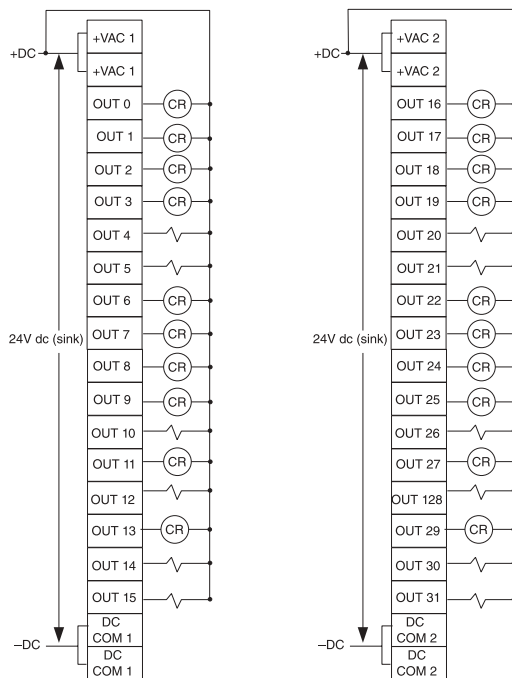 +DC
+VAC 1
+VAC 1
OUT 0 CR
OUT 1 CR
OUT 2 CR
OUT 3 CR
OUT 4
OUT 5
OUT 6 CR
OUT 7 CR
24V dc (sink)
OUT 8 CR
OUT 9 CR
OUT 10
OUT 11 CR
OUT 12
OUT 13 CR
OUT 14
OUT 15
–DC
DC
COM 1
DC
COM 1
+DC
+VAC 2
+VAC 2
OUT 16 CR
OUT 17 CR
OUT 18 CR
OUT 19 CR
OUT 20
OUT 21
OUT 22 CR
OUT 23 CR
24V dc (sink)
OUT 24 CR
OUT 25 CR
OUT 26
OUT 27 CR
OUT 128
OUT 29 CR
OUT 30
OUT 31
–DC
DC
COM 2
DC
COM 2